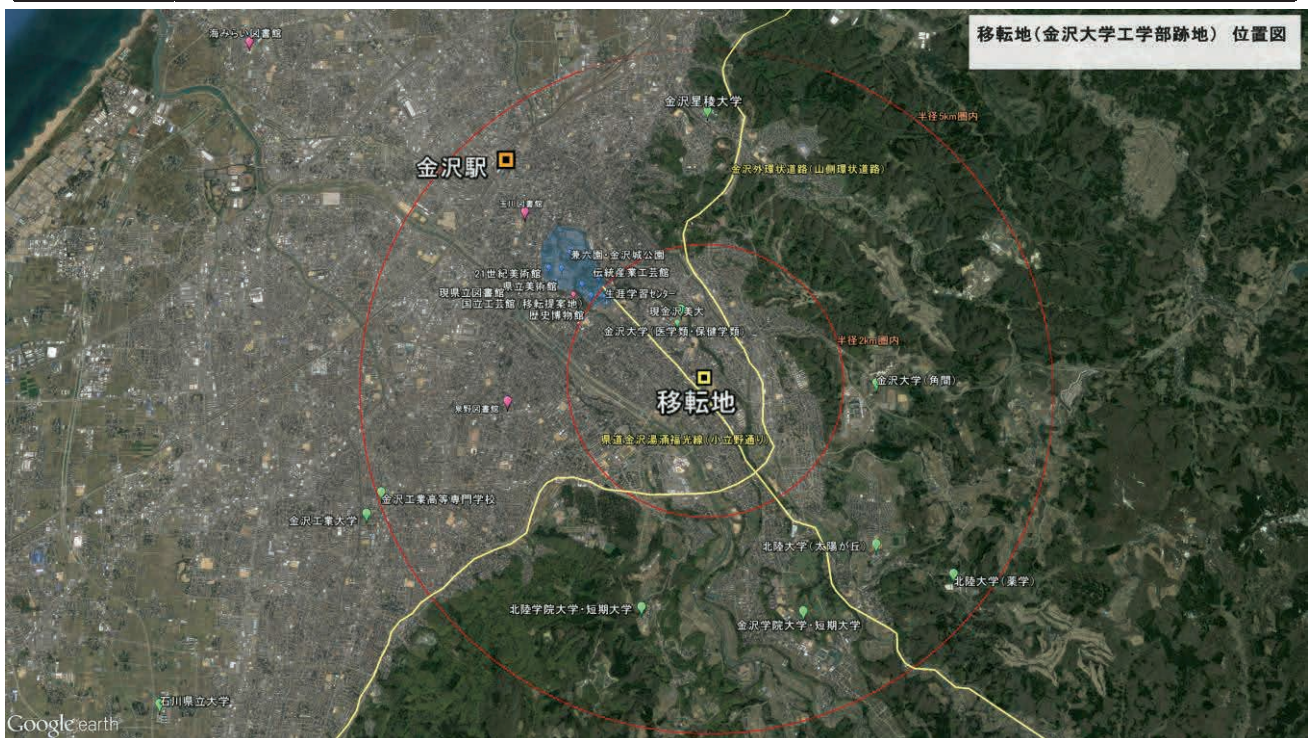 移転地(金沢大学工学部跡地) 位置図
海みらい図書館
金沢星稜大学
半径5km圏内
金沢駅
金沢外環状道路(山側環状道路)
玉川図書館
兼六園・金沢城公園
21世紀美術館
伝統産業工芸館
県立美術館
現県立図書館
生涯学習センター
国立工芸館(移転提案地)
歴史博物館
現金沢美大
金沢大学(医学類・保健学類)
半径2km圏内
金沢大学(角間)
移転地
泉野図書館
県道金沢湯涌福光線(小立野通り)
金沢工業高等専門学校
金沢工業大学
北陸大学(太陽が丘)
北陸大学(薬学)
北陸学院大学・短期大学
金沢学院大学・短期大学
石川県立大学
Google earth